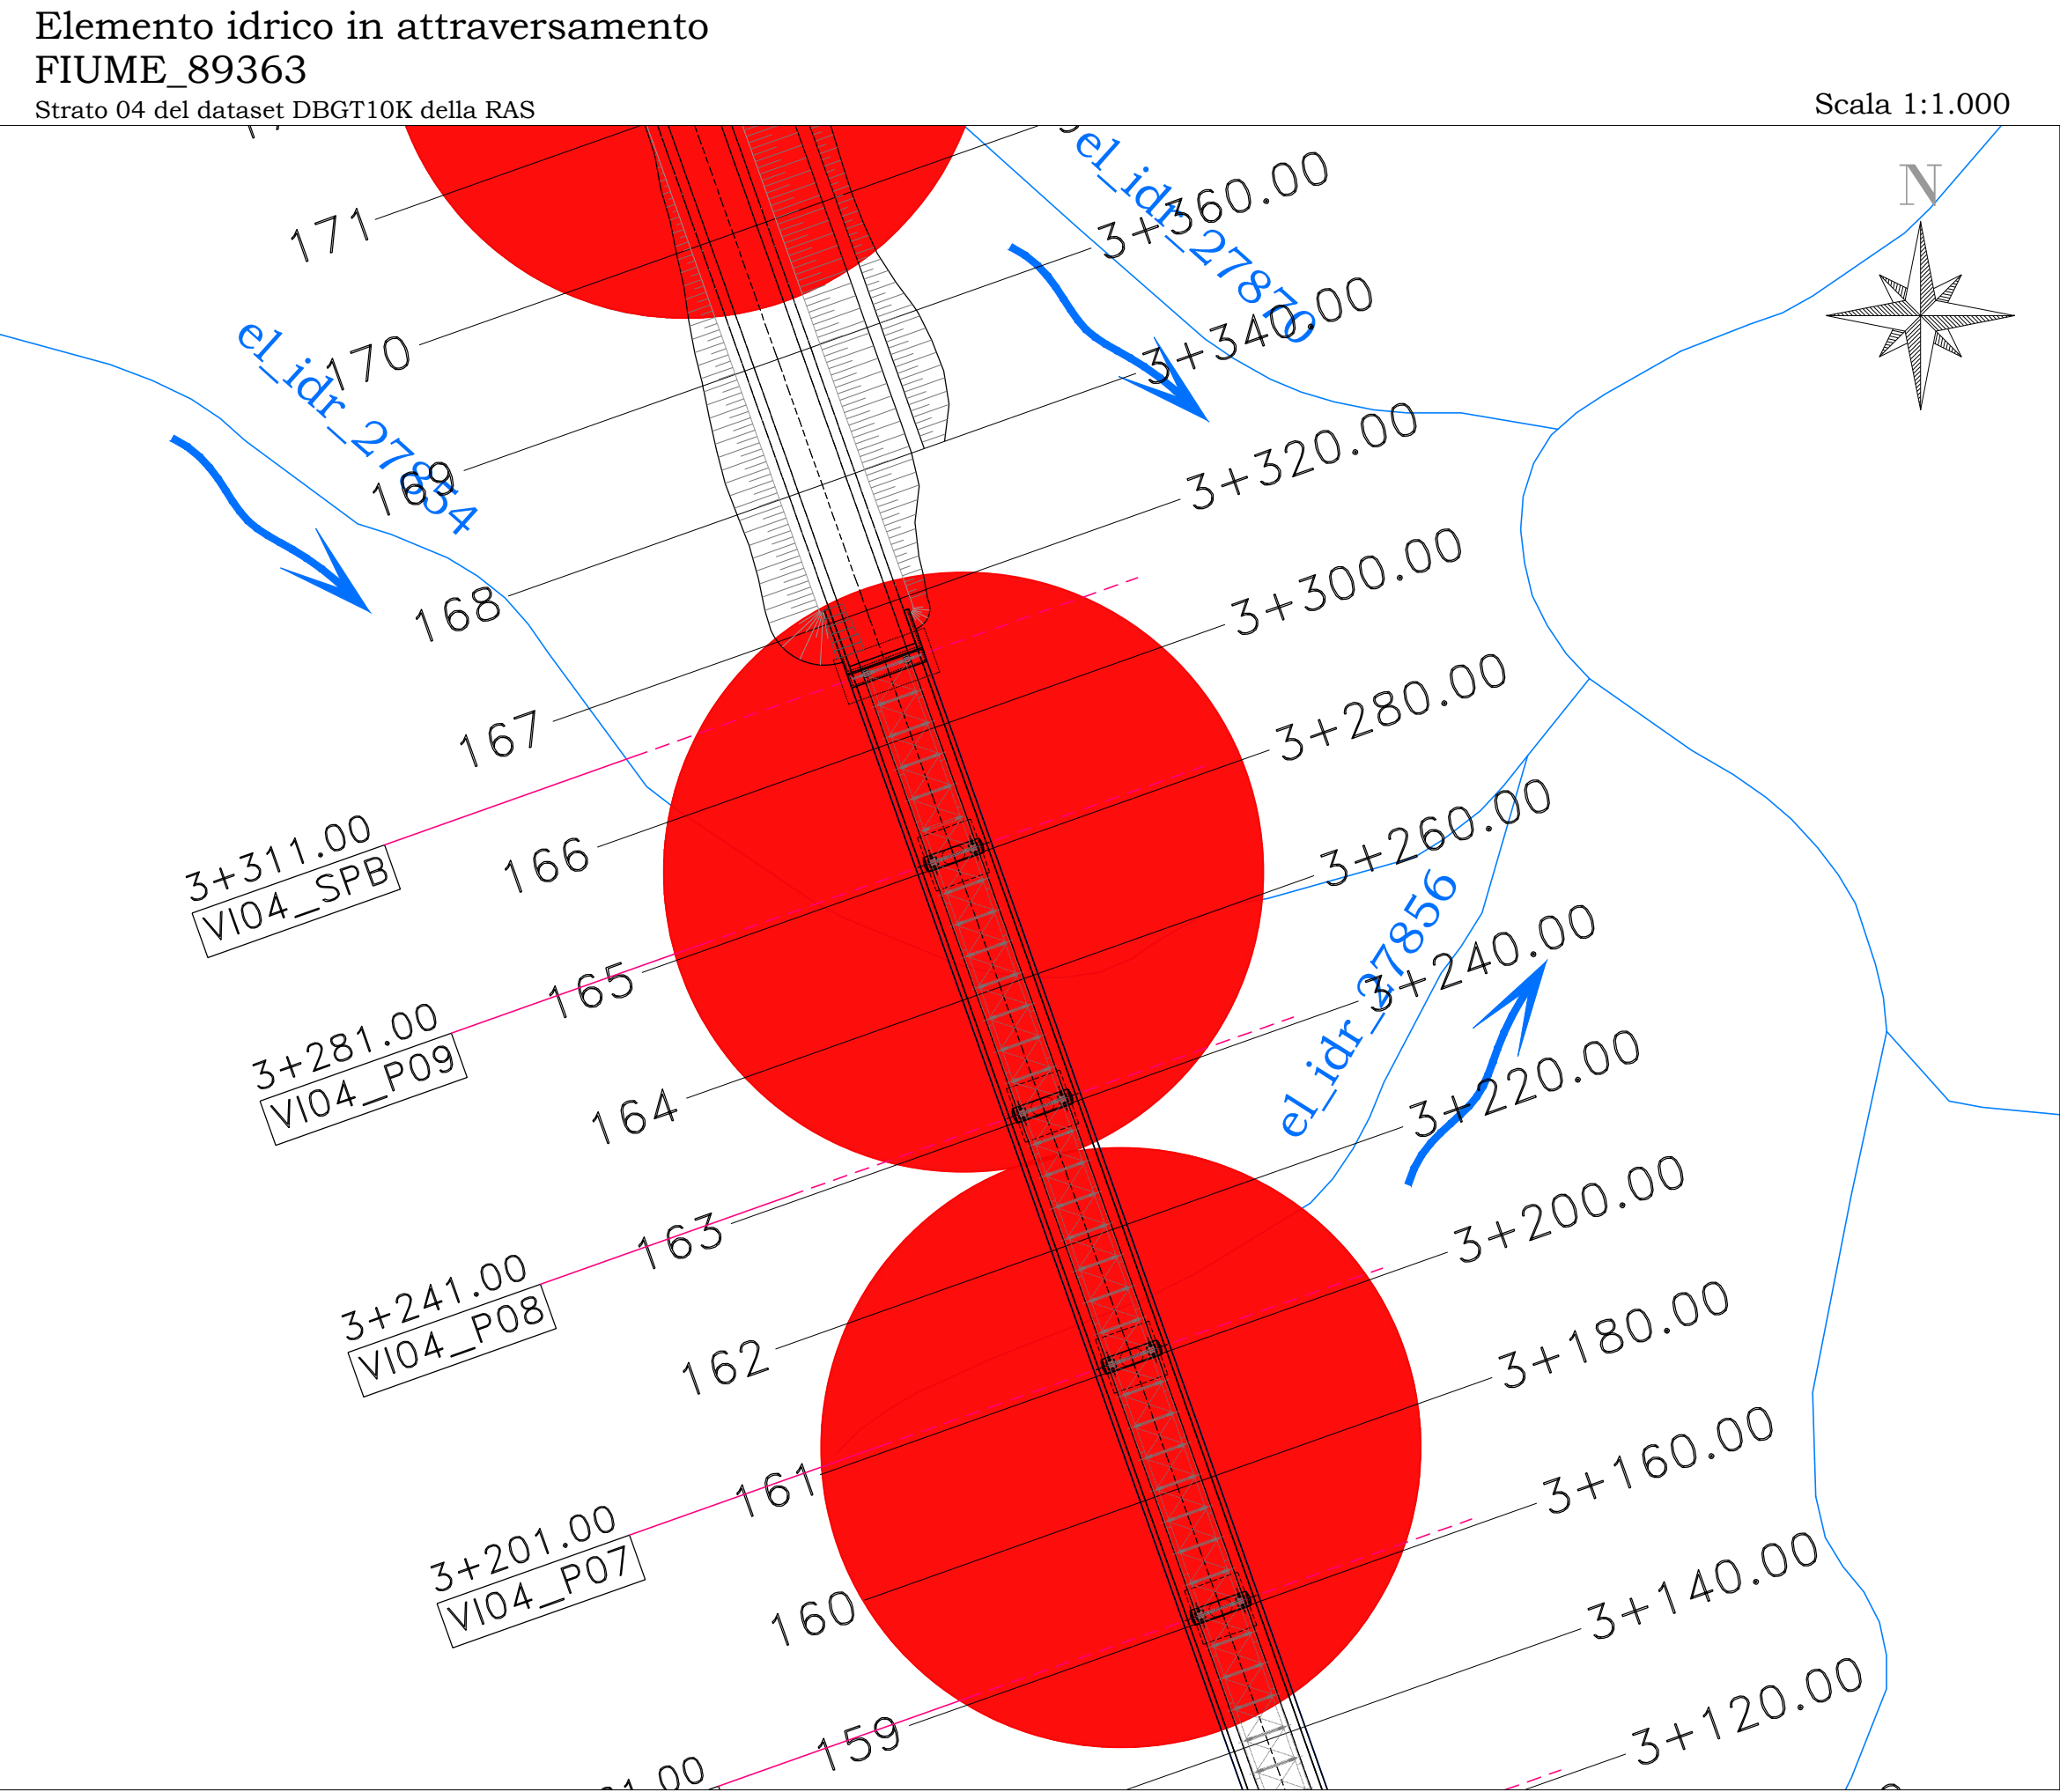 Elemento idrico in attraversamento
FIUME_89363
Strato 04 del dataset DBGT10K della RAS
Scala 1:1.000
N
el_idr_27870
3+360.00
171
3+340.00
170
el_idr_27854
3+320.00
169
3+300.00
168
3+280.00
167
3+260.00
3+311.00
VI04_SPB
166
el_idr_27856
3+240.00
165
3+281.00
VI04_P09
3+220.00
164
3+200.00
163
3+241.00
VI04_P08
3+180.00
162
3+160.00
161
3+201.00
VI04_P07
3+140.00
160
3+120.00
159